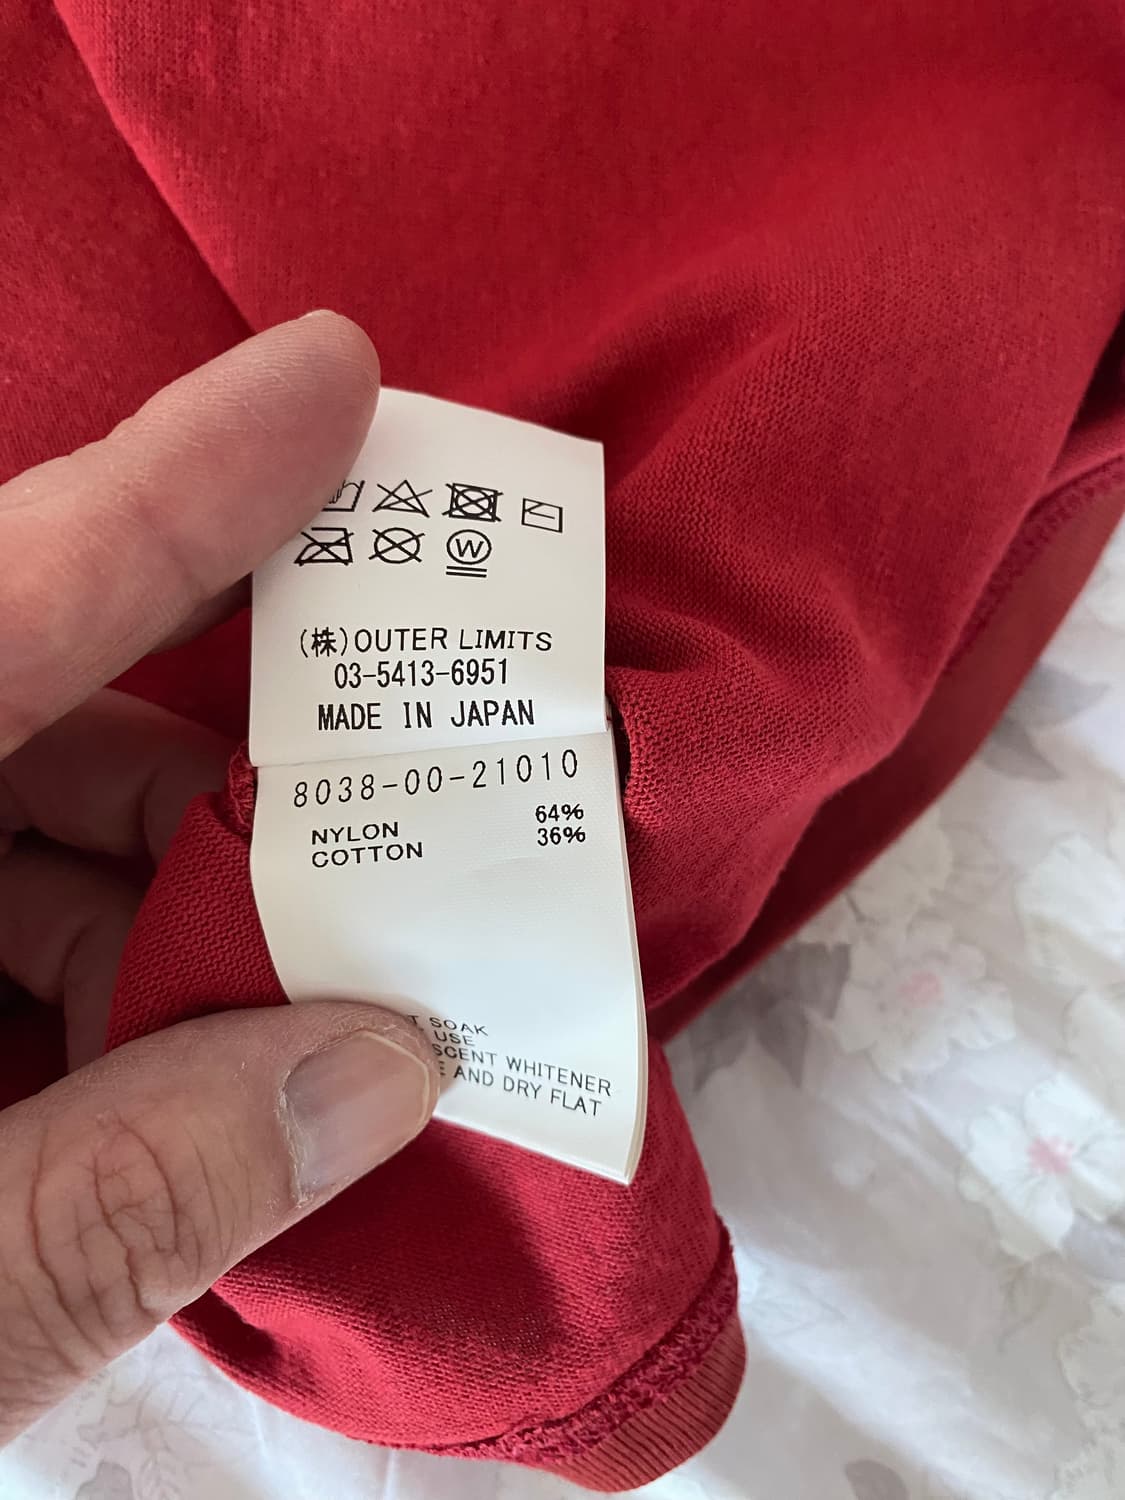 W
(株)OUTER LIMITS
03-5413-6951
MADE IN JAPAN
8038-00-21010
NYLON 64%
COTTON 36%
SOAK
USE
WHITENER
AND DRY FLAT